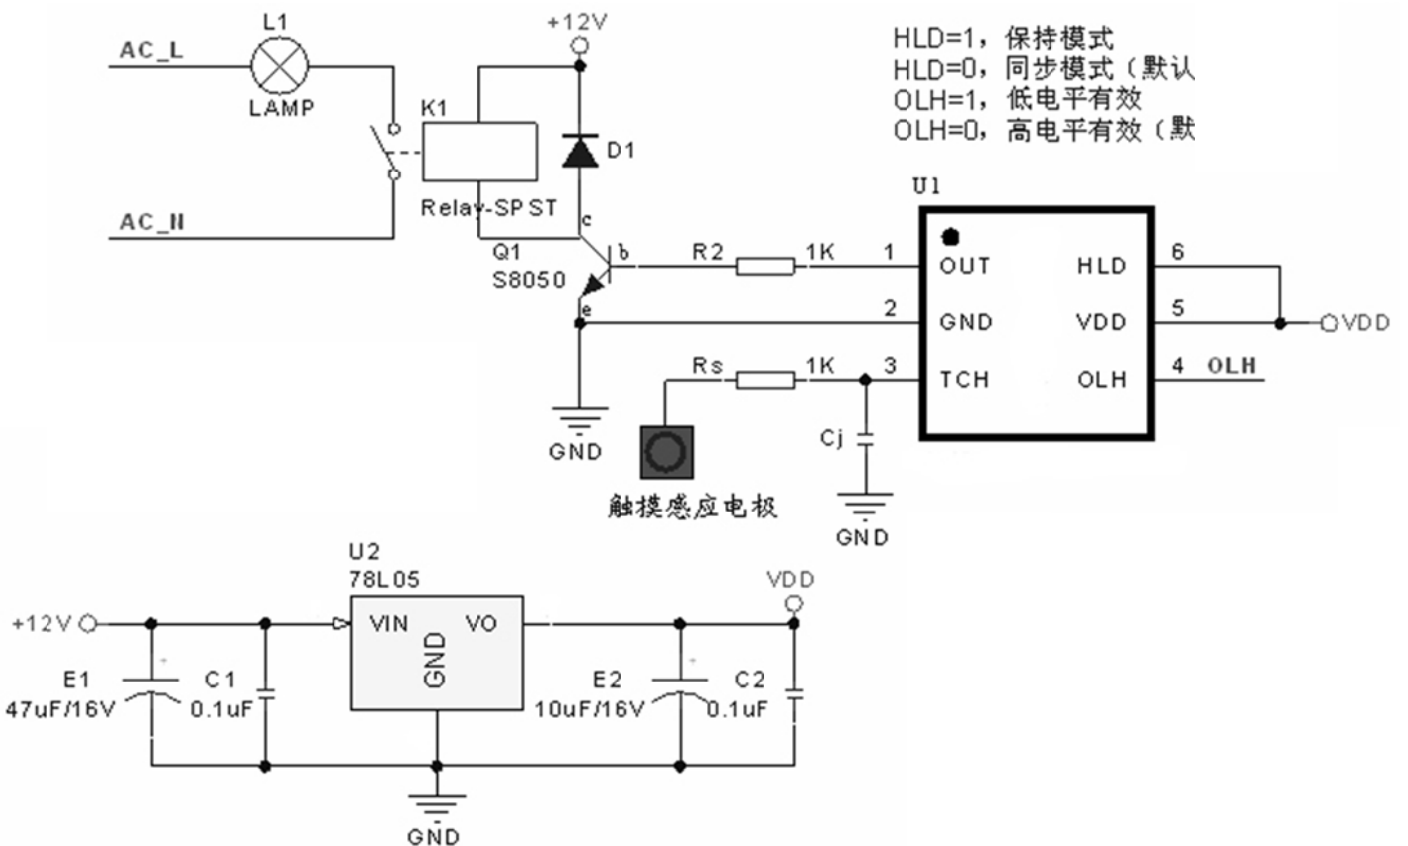 L1
+12V
AC_L
LAMP
K1
D1
AC_N
Relay-SPST
c
Q1
S8050
b
e
R2
1K
GND
Rs
1K
Cj
触摸感应电极
GND
HLD=1，保持模式
HLD=0，同步模式（默认
OLH=1，低电平有效
OLH=0，高电平有效（默
U1
1
OUT
HLD
6
2
GND
VDD
5
VDD
3
TCH
OLH
4
OLH
U2
78L05
VDD
+12V
VIN
VO
GND
+
E1
47uF/16V
C1
0.1uF
+
E2
10uF/16V
C2
0.1uF
GND